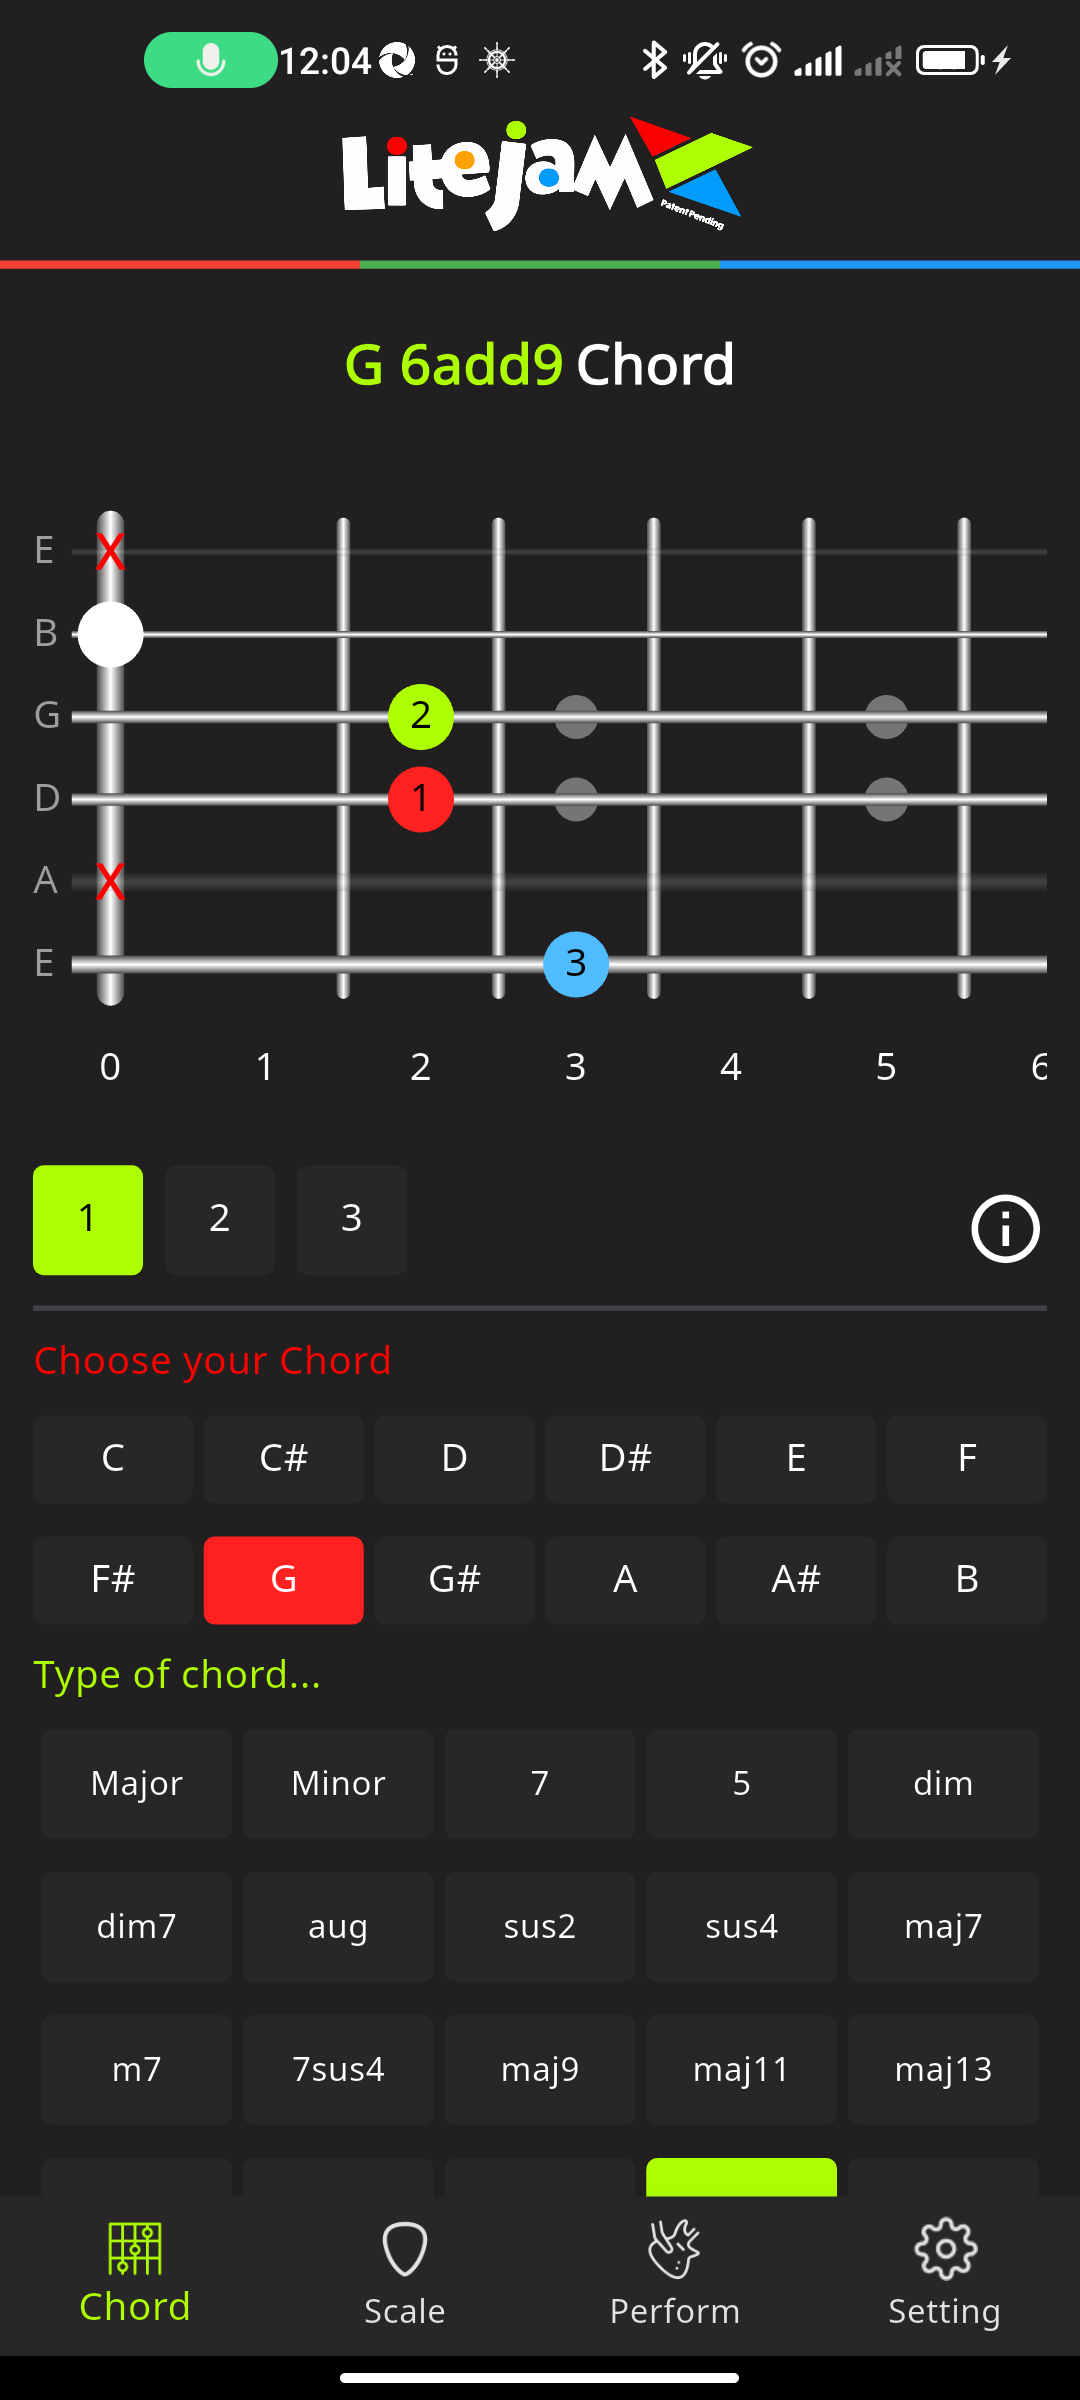 12:04
Litejam
Patent Pending
G 6add9 Chord
E X
B
G 2
D 1
A X
E 3
0 1 2 3 4 5 6
1 2 3
Choose your Chord
C C# D D# E F
F# G G# A A# B
Type of chord...
Major Minor 7 5 dim
dim7 aug sus2 sus4 maj7
m7 7sus4 maj9 maj11 maj13
Chord Scale Perform Setting